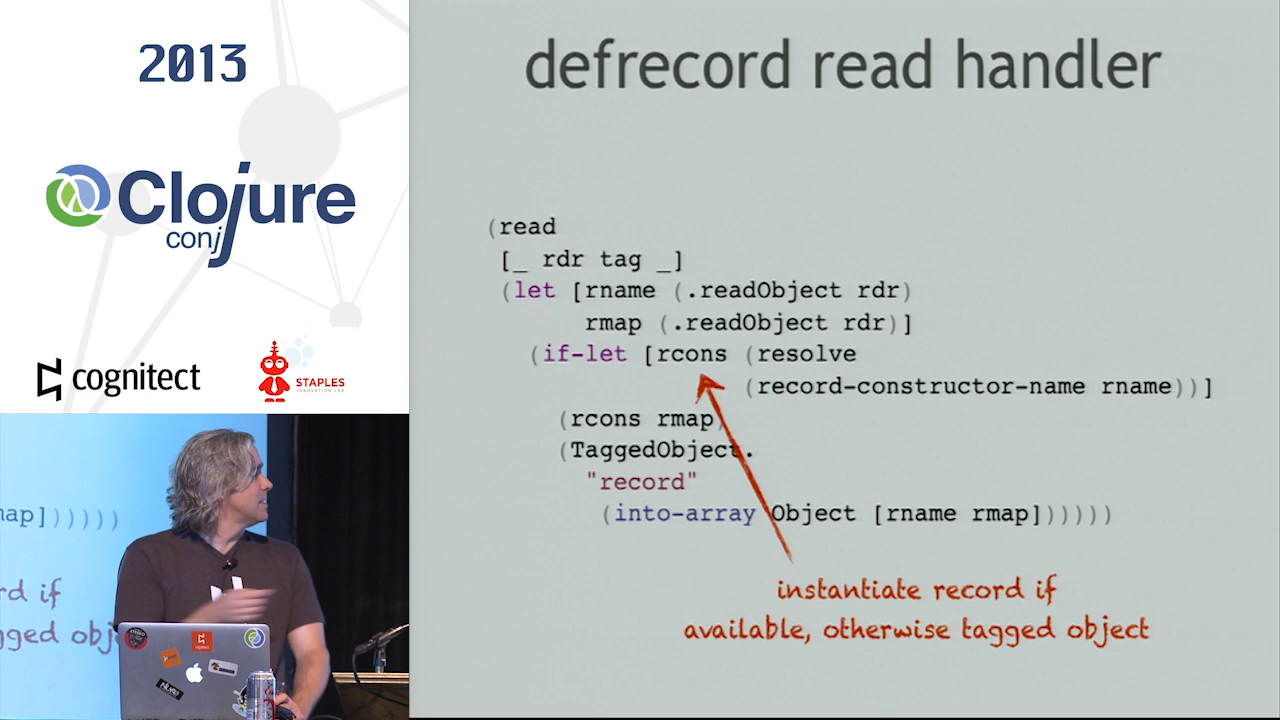 2013
Clojure
conj
cognitect
STAPLES
INNOVATION LAB
defrecord read handler
(read
[_ rdr tag _]
(let [rname (.readObject rdr)
rmap (.readObject rdr)]
(if-let [rcons (resolve
(record-constructor-name rname))]
(rcons rmap)
(TaggedObject.
"record"
(into-array Object [rname rmap])))))
instantiate record if
available, otherwise tagged object
map])))))
rd if
gged obj